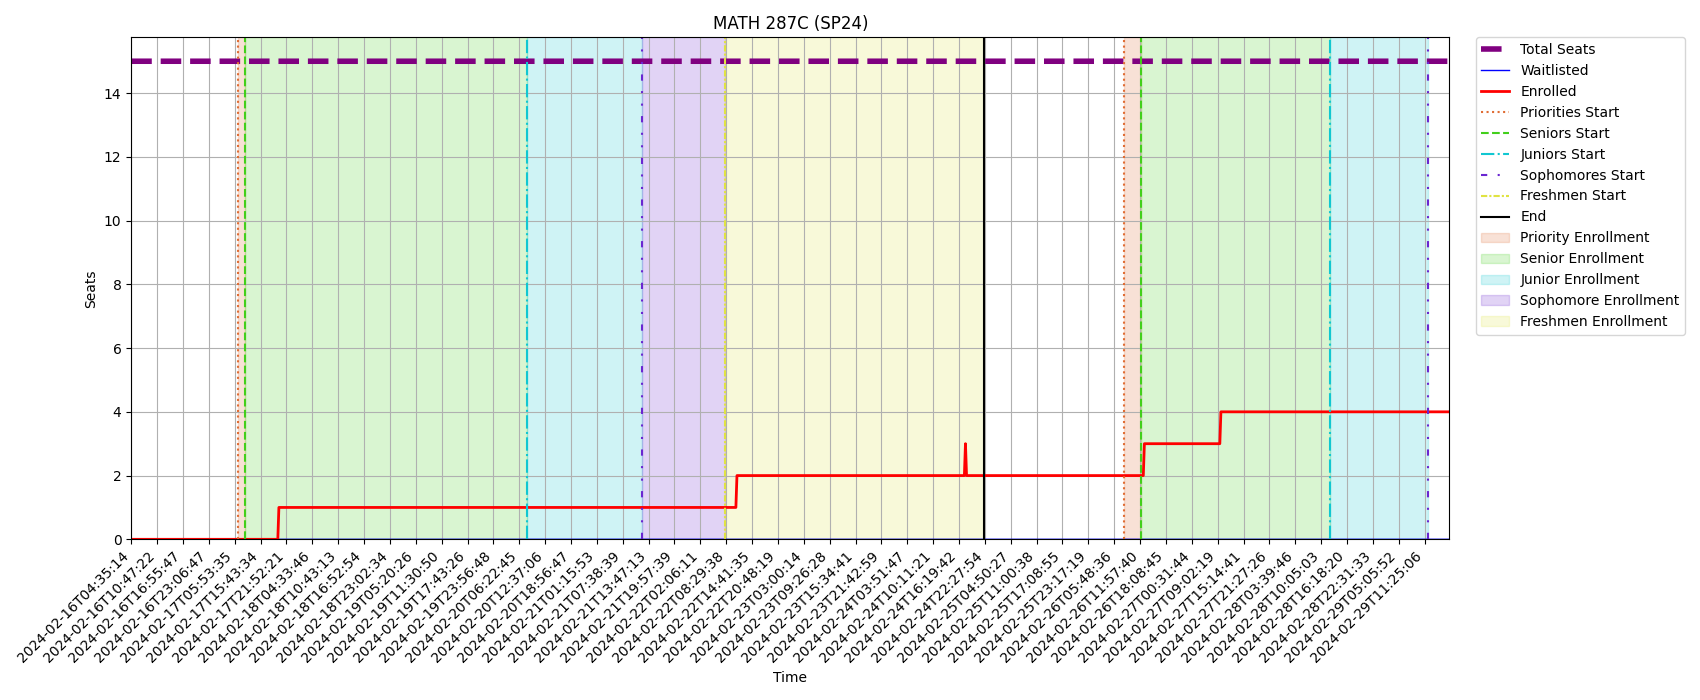 MATH 287C (SP24)
Seats
14
12
10
8
6
4
2
0
2024-02-16T04:35:14
2024-02-16T10:47:22
2024-02-16T16:55:47
2024-02-16T23:06:47
2024-02-17T05:53:35
2024-02-17T15:43:34
2024-02-17T21:52:21
2024-02-18T04:33:46
2024-02-18T10:43:13
2024-02-18T16:52:54
2024-02-18T23:02:34
2024-02-19T05:20:26
2024-02-19T11:30:50
2024-02-19T17:43:26
2024-02-19T23:56:48
2024-02-20T06:22:45
2024-02-20T12:37:06
2024-02-20T18:56:47
2024-02-21T01:15:53
2024-02-21T07:38:39
2024-02-21T13:47:13
2024-02-21T19:57:39
2024-02-22T02:06:11
2024-02-22T08:29:38
2024-02-22T14:41:35
2024-02-22T20:48:19
2024-02-23T03:00:14
2024-02-23T09:26:28
2024-02-23T15:34:41
2024-02-23T21:42:59
2024-02-24T03:51:47
2024-02-24T10:11:21
2024-02-24T16:19:42
2024-02-24T22:27:54
2024-02-25T04:50:27
2024-02-25T11:00:38
2024-02-25T17:08:55
2024-02-25T23:17:19
2024-02-26T05:48:36
2024-02-26T11:57:40
2024-02-26T18:08:45
2024-02-27T00:31:44
2024-02-27T09:02:19
2024-02-27T15:14:41
2024-02-27T21:27:26
2024-02-28T03:39:46
2024-02-28T10:05:03
2024-02-28T16:18:20
2024-02-28T22:31:33
2024-02-29T05:05:52
2024-02-29T11:25:06
Time
Total Seats
Waitlisted
Enrolled
Priorities Start
Seniors Start
Juniors Start
Sophomores Start
Freshmen Start
End
Priority Enrollment
Senior Enrollment
Junior Enrollment
Sophomore Enrollment
Freshmen Enrollment